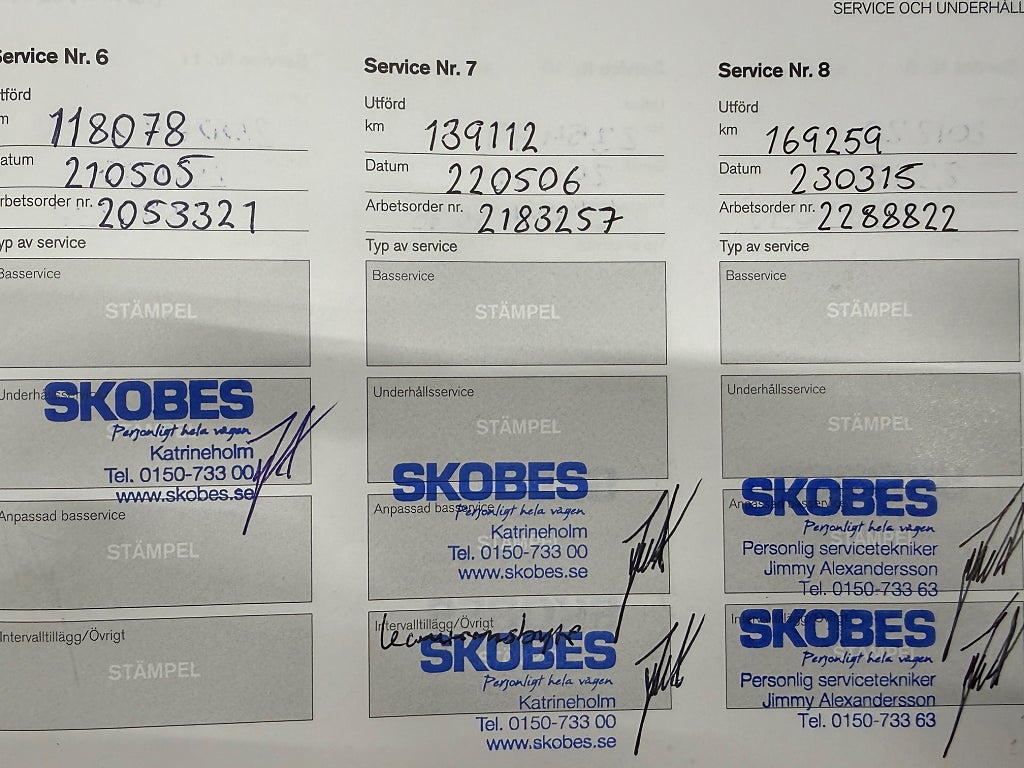 SERVICE OCH UNDERHÅLL
Service Nr. 6
Utförd
118078
Datum 210505
Arbetsorder nr. 2053321
Typ av service
Basservice
STÄMPEL
SKOBES
Personligt hela vägen
Katrineholm
Tel. 0150-733 00
www.skobes.se
Anpassad basservice
STÄMPEL
Intervalltillägg/Övrigt
STÄMPEL
Service Nr. 7
Utförd
km 139112
Datum 220506
Arbetsorder nr. 2183257
Typ av service
Basservice
STÄMPEL
Underhållsservice
STÄMPEL
SKOBES
Anpassad basservice
Personligt hela vägen
Katrineholm
Tel. 0150-733 00
www.skobes.se
Intervalltillägg/Övrigt
Kamremsbyte
SKOBES
Personligt hela vägen
Katrineholm
Tel. 0150-733 00
www.skobes.se
Service Nr. 8
Utförd
km 169259
Datum 230315
Arbetsorder nr. 2288822
Typ av service
Basservice
STÄMPEL
Underhållsservice
STÄMPEL
SKOBES
Personligt hela vägen
Personlig servicetekniker
Jimmy Alexandersson
Tel. 0150-733 63
SKOBES
Personligt hela vägen
Personlig servicetekniker
Jimmy Alexandersson
Tel. 0150-733 63